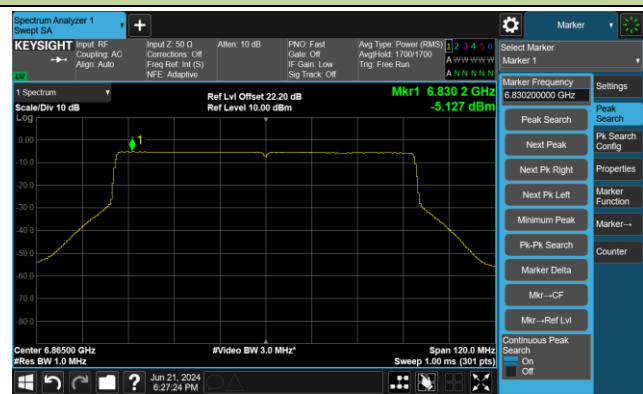 Spectrum Analyzer 1
Swept SA
Marker
KEYSIGHT
Input: RF
Coupling: AC
Align: Auto
Input Z: 50 Ω
Corrections: Off
Freq Ref: Int (S)
NFE: Adaptive
Atten: 10 dB
PNO: Fast
Gate: Off
IF Gain: Low
Sig Track: Off
Avg Type: Power (RMS)
Avg|Hold: 1700/1700
Trig: Free Run
1 2 3 4 5 6
A W W W W W
A N N N N N
LW
Select Marker
Marker 1
1 Spectrum
Scale/Div 10 dB
Log
Ref Lvl Offset 22.20 dB
Ref Level 10.00 dBm
Mkr1 6.830 2 GHz
-5.127 dBm
1
0.00
-10.0
-20.0
-30.0
-40.0
-50.0
-60.0
-70.0
-80.0
Center 6.86500 GHz
#Res BW 1.0 MHz
#Video BW 3.0 MHz*
Span 120.0 MHz
Sweep 1.00 ms (301 pts)
Marker Frequency
6.830200000 GHz
Peak Search
Next Peak
Next Pk Right
Next Pk Left
Minimum Peak
Pk-Pk Search
Marker Delta
Mkr→CF
Mkr→Ref Lvl
Continuous Peak
Search
On
Off
Settings
Peak
Search
Pk Search
Config
Properties
Marker
Function
Marker→
Counter
Jun 21, 2024
6:27:24 PM